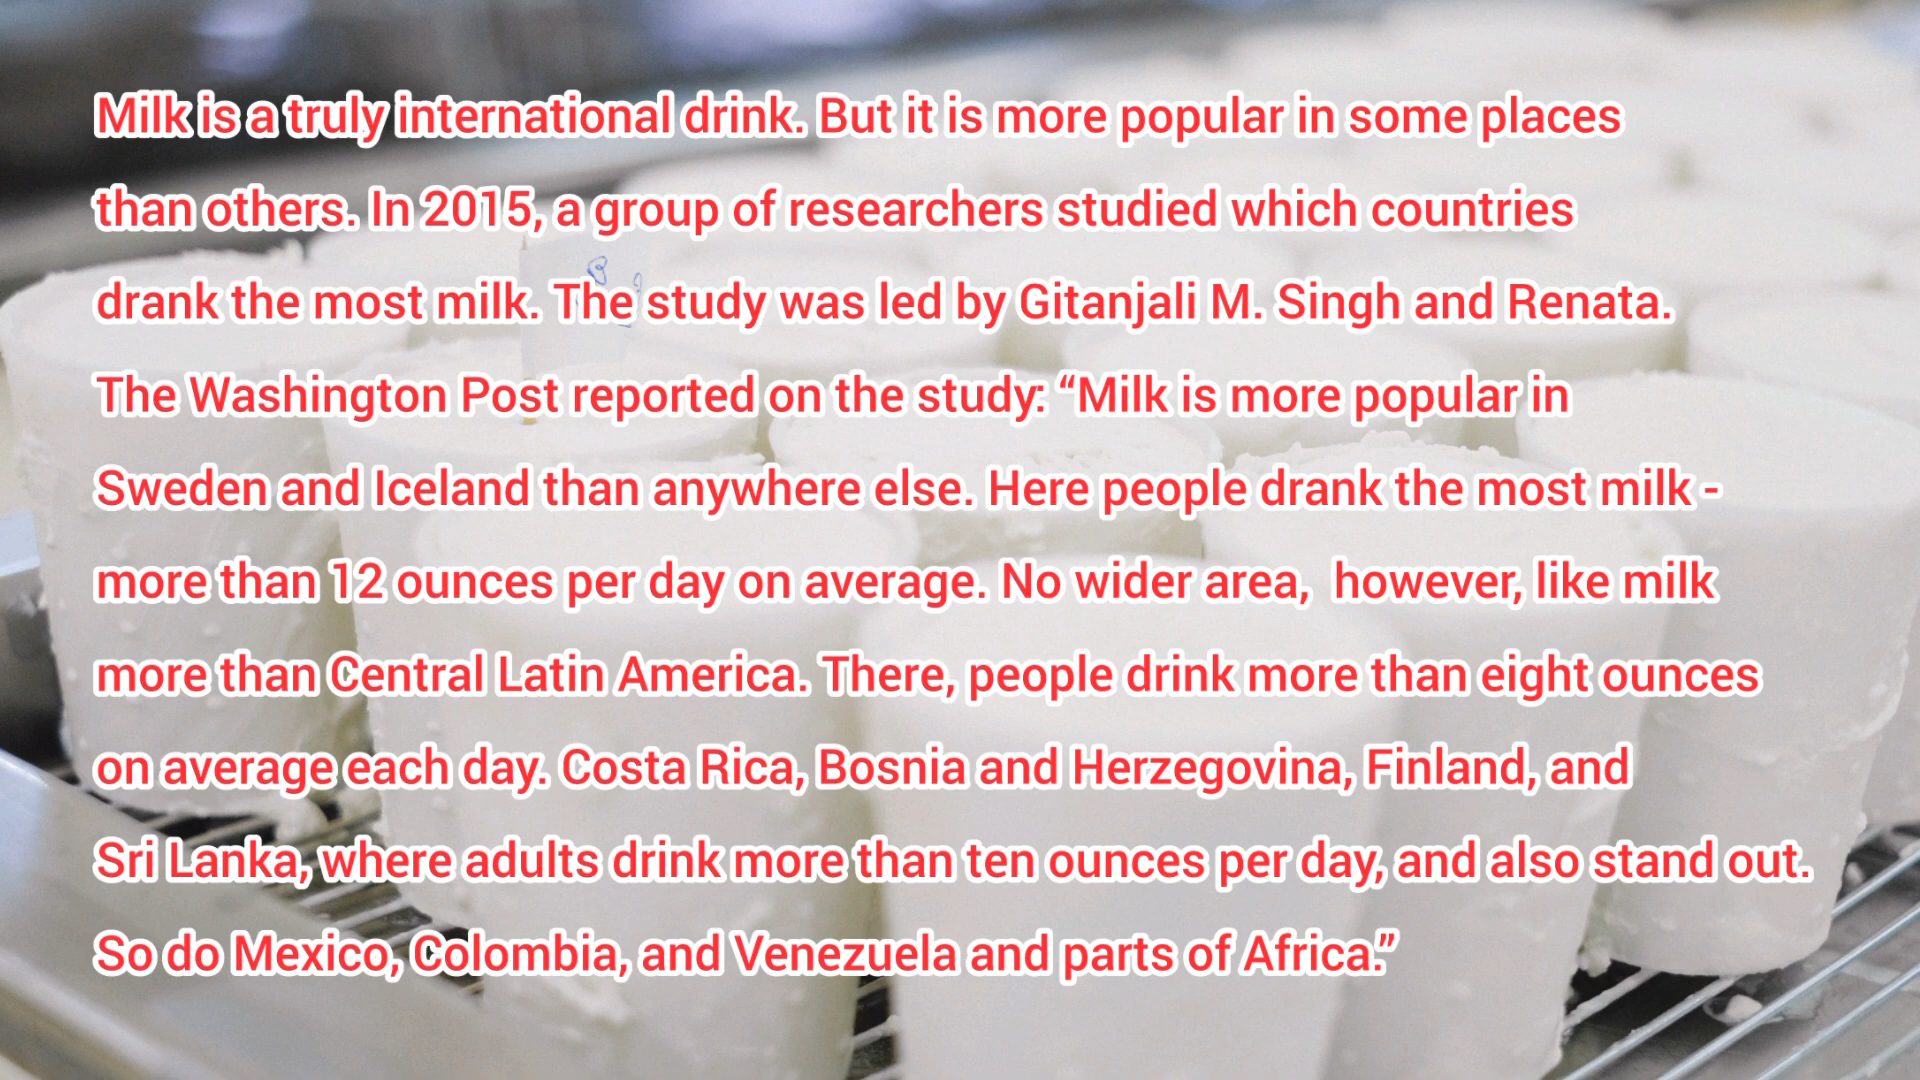 Milk is a truly international drink. But it is more popular in some places
than others. In 2015, a group of researchers studied which countries
drank the most milk. The study was led by Gitanjali M. Singh and Renata.
The Washington Post reported on the study: “Milk is more popular in
Sweden and Iceland than anywhere else. Here people drank the most milk -
more than 12 ounces per day on average. No wider area,  however, like milk
more than Central Latin America. There, people drink more than eight ounces
on average each day. Costa Rica, Bosnia and Herzegovina, Finland, and
Sri Lanka, where adults drink more than ten ounces per day, and also stand out.
So do Mexico, Colombia, and Venezuela and parts of Africa.”